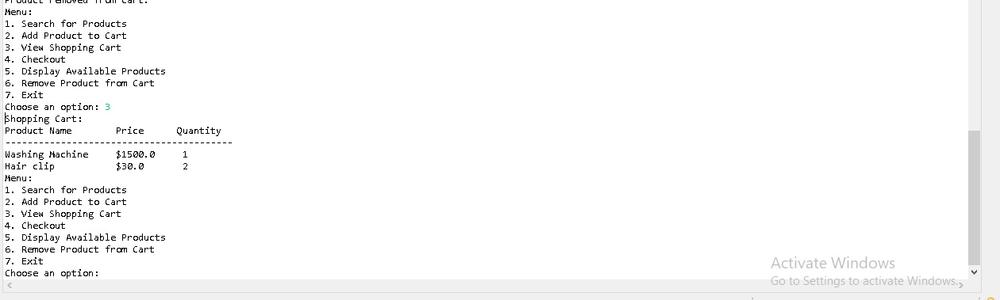 Product removed from cart.
Menu:
1. Search for Products
2. Add Product to Cart
3. View Shopping Cart
4. Checkout
5. Display Available Products
6. Remove Product from Cart
7. Exit
Choose an option: 3
Shopping Cart:
Product Name Price Quantity
-----------------------------------------
Washing Machine $1500.0 1
Hair clip $30.0 2
Menu:
1. Search for Products
2. Add Product to Cart
3. View Shopping Cart
4. Checkout
5. Display Available Products
6. Remove Product from Cart
7. Exit
Choose an option:
Activate Windows
Go to Settings to activate Windows.